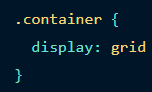 .container {
  display: grid
}